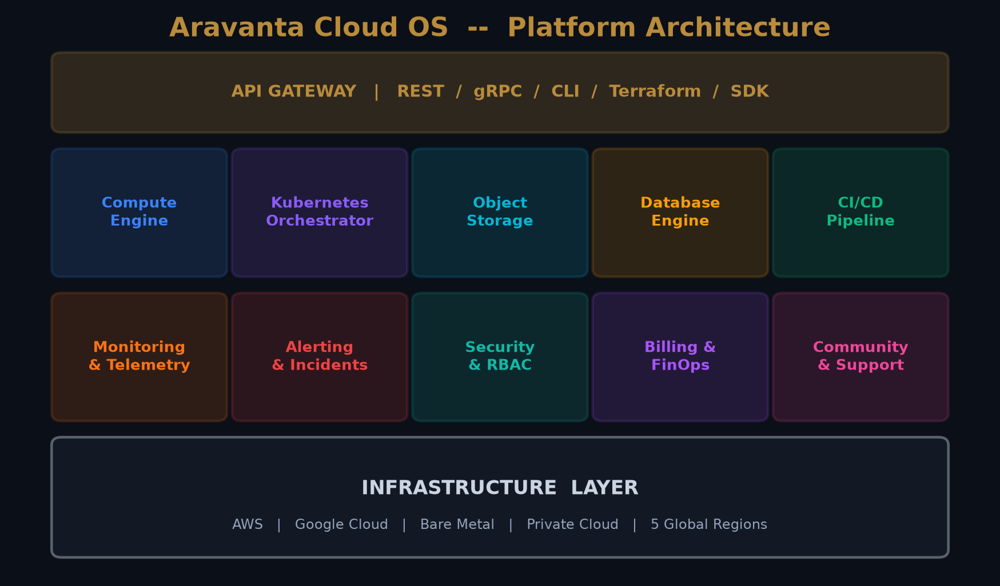 Aravanta Cloud OS -- Platform Architecture
API GATEWAY | REST / gRPC / CLI / Terraform / SDK
Compute
Engine
Kubernetes
Orchestrator
Object
Storage
Database
Engine
CI/CD
Pipeline
Monitoring
& Telemetry
Alerting
& Incidents
Security
& RBAC
Billing &
FinOps
Community
& Support
INFRASTRUCTURE LAYER
AWS | Google Cloud | Bare Metal | Private Cloud | 5 Global Regions